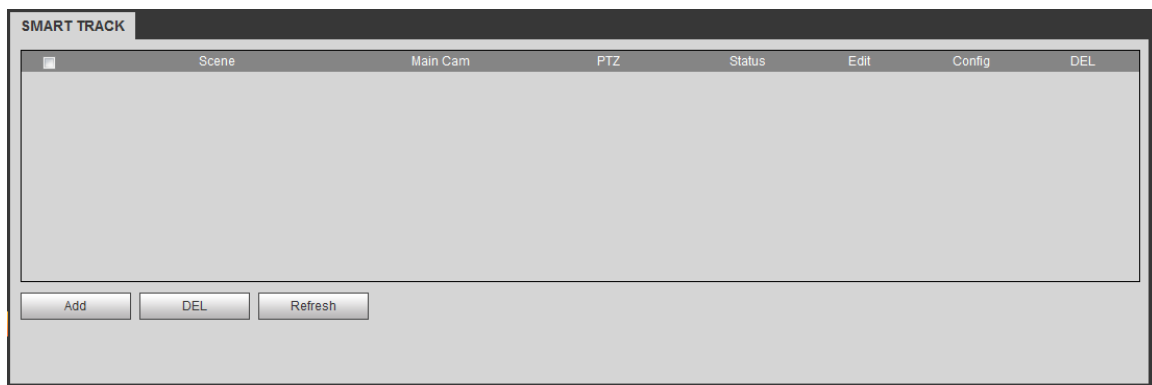 SMART TRACK
Scene Main Cam PTZ Status Edit Config DEL
Add DEL Refresh